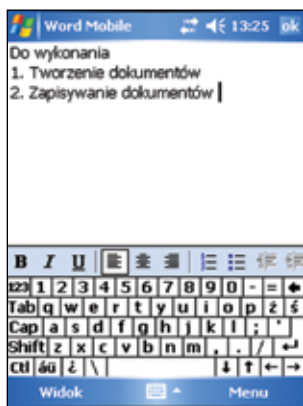 Word Mobile 13:25 ok
Do wykonania
1. Tworzenie dokumentów
2. Zapisywanie dokumentów
B I U
123 1 2 3 4 5 6 7 8 9 0 - =
Tab q w e r t y u i o p ż ś
Cap a s d f g h j k l ; '
Shift z x c v b n m , . /
Ctl áü ¿ \
Widok Menu